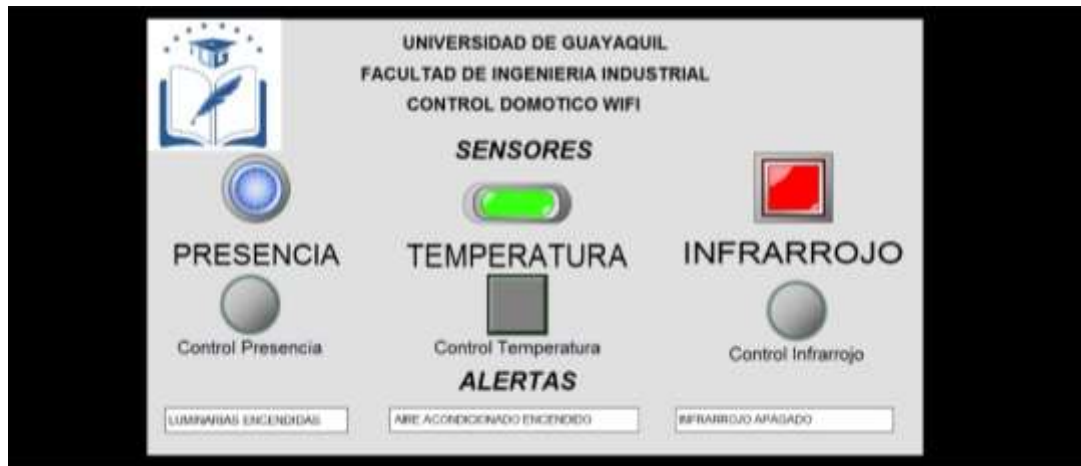 UNIVERSIDAD DE GUAYAQUIL
FACULTAD DE INGENIERIA INDUSTRIAL
CONTROL DOMOTICO WIFI
SENSORES
PRESENCIA TEMPERATURA INFRARROJO
Control Presencia Control Temperatura Control Infrarrojo
ALERTAS
LUMINARIAS ENCENDIDAS AIRE ACONDICIONADO ENCENDIDO INFRARROJO APAGADO